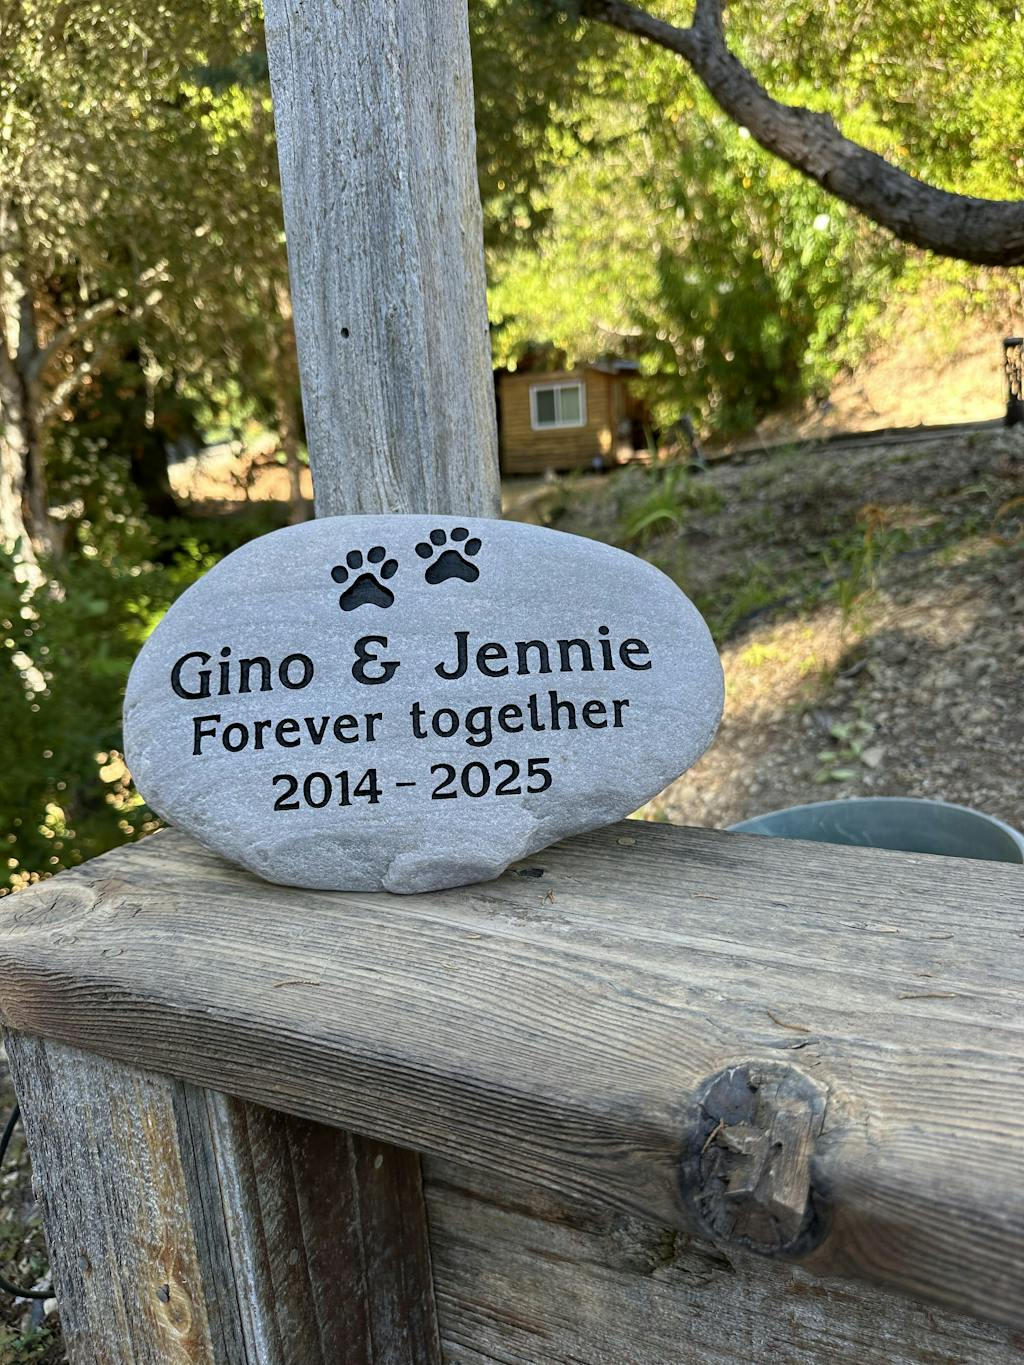 Gino & Jennie
Forever together
2014 - 2025